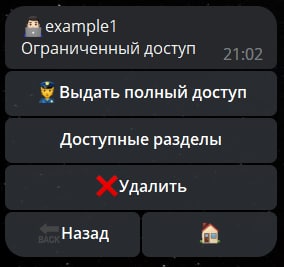 example1
Ограниченный доступ
21:02
Выдать полный доступ
Доступные разделы
Удалить
BACK Назад